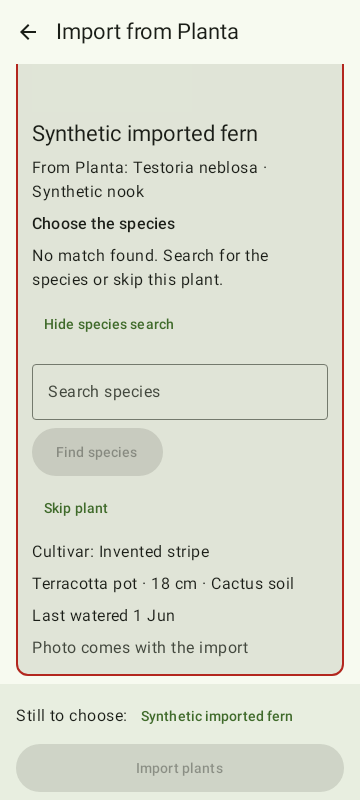 Import from Planta
Synthetic imported fern
From Planta: Testoria neblosa ·
Synthetic nook
Choose the species
No match found. Search for the
species or skip this plant.
Hide species search
Search species
Find species
Skip plant
Cultivar: Invented stripe
Terracotta pot · 18 cm · Cactus soil
Last watered 1 Jun
Photo comes with the import
Still to choose: Synthetic imported fern
Import plants